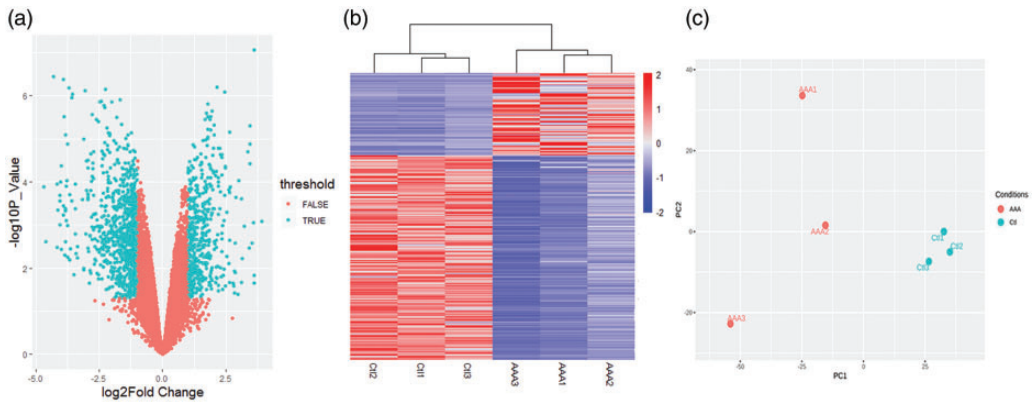 (a)
6
4
2
0
-log10P_Value
-5.0
-2.5
0.0
2.5
log2Fold Change
threshold
FALSE
TRUE
(b)
2
1
0
-1
-2
Ctl2
Ctl1
Ctl3
AAA3
AAA1
AAA2
(c)
40
20
0
-20
PC2
AAA1
AAA2
AAA3
Ctl1
Ctl2
Ctl3
-50
-25
0
25
PC1
Conditions
AAA
Ctl